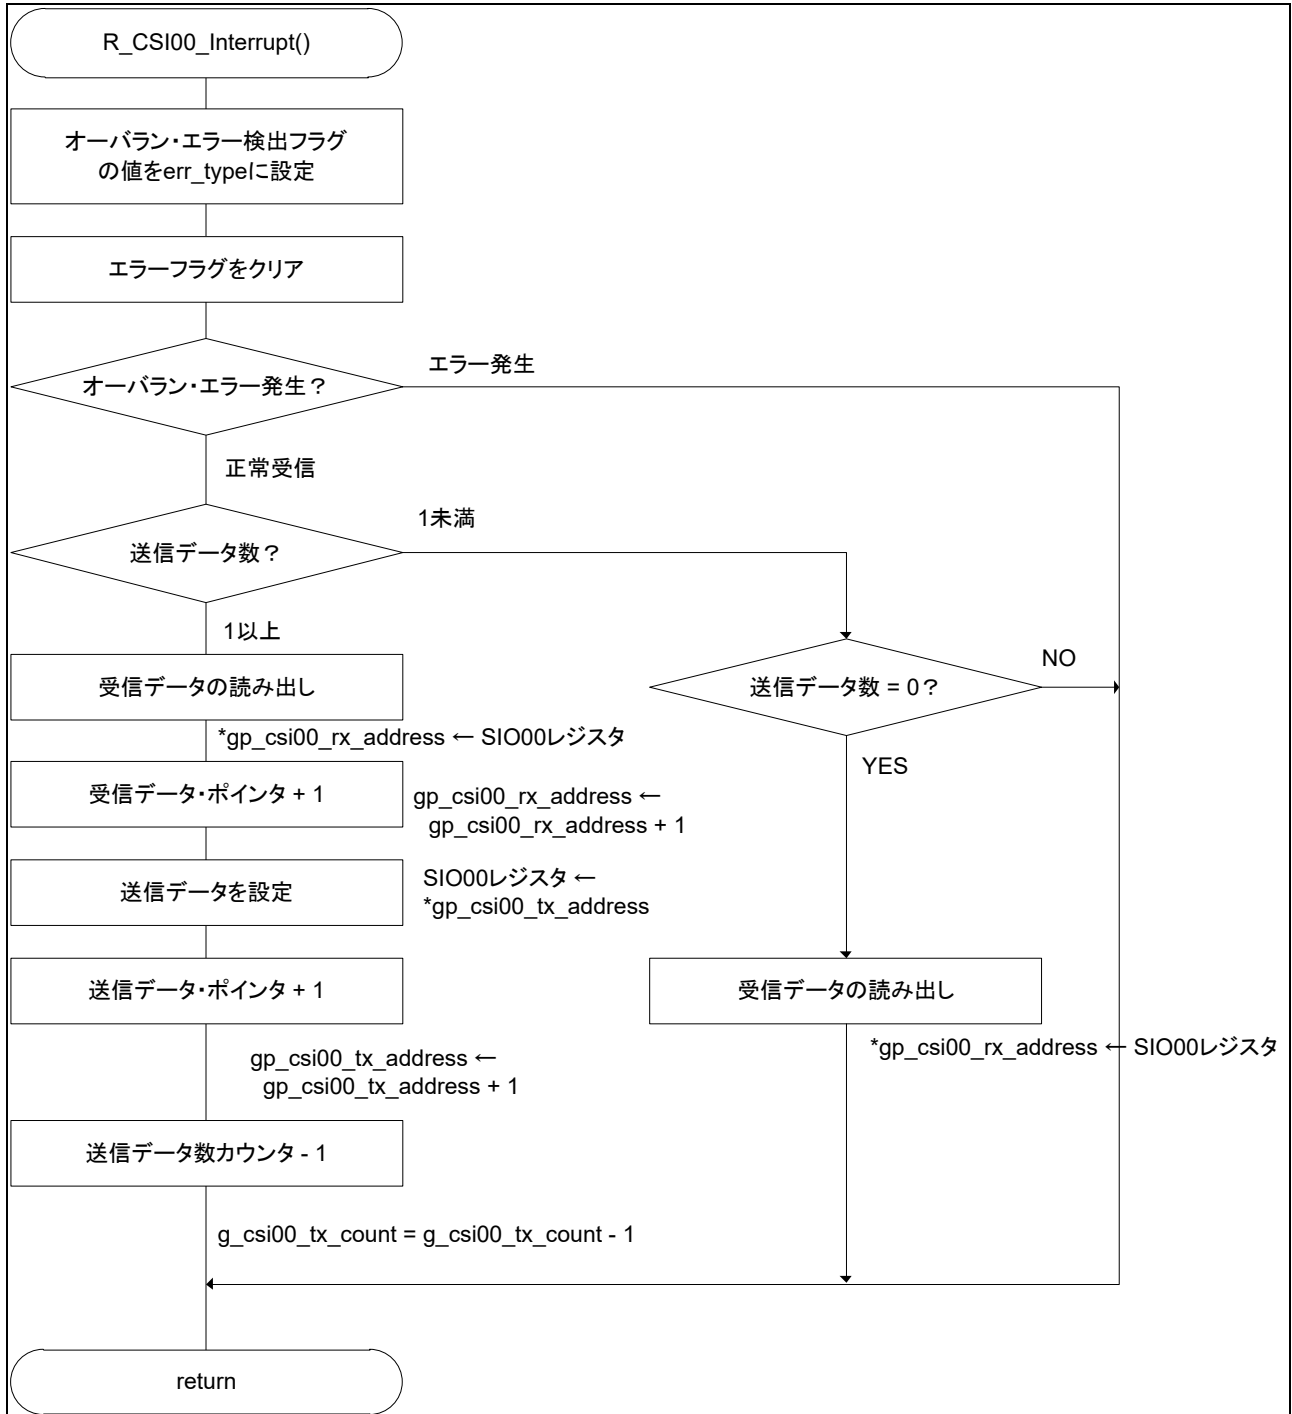 R_CSI00_Interrupt()
オーバラン・エラー検出フラグ
の値をerr_typeに設定
エラーフラグをクリア
オーバラン・エラー発生？
エラー発生
正常受信
送信データ数？
1未満
1以上
受信データの読み出し
*gp_csi00_rx_address ← SIO00レジスタ
受信データ・ポインタ + 1
gp_csi00_rx_address ←
gp_csi00_rx_address + 1
送信データを設定
SIO00レジスタ ←
*gp_csi00_tx_address
送信データ・ポインタ + 1
gp_csi00_tx_address ←
gp_csi00_tx_address + 1
送信データ数カウンタ - 1
g_csi00_tx_count = g_csi00_tx_count - 1
送信データ数 = 0？
NO
YES
受信データの読み出し
*gp_csi00_rx_address ← SIO00レジスタ
return